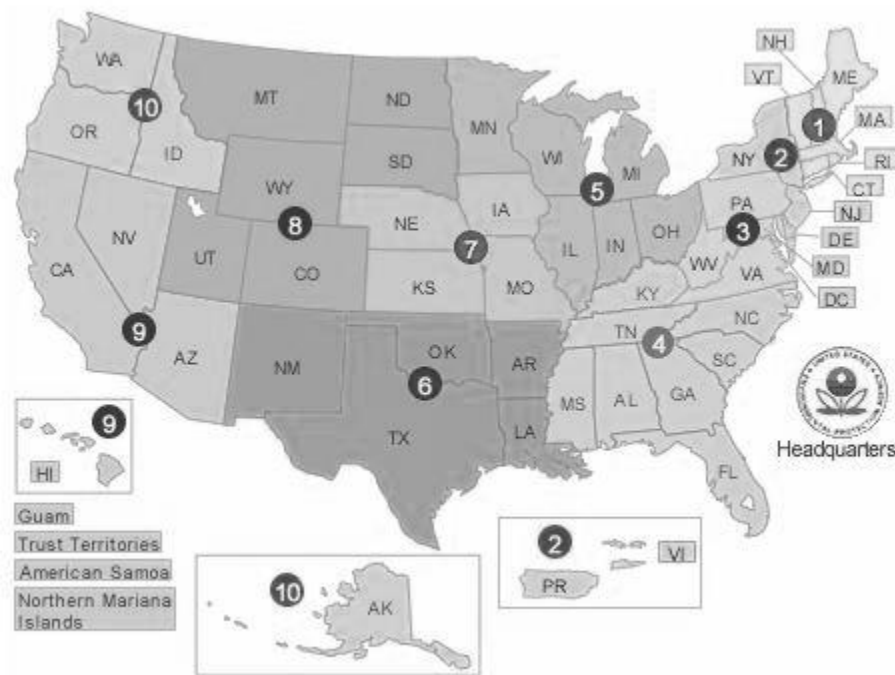 NH
WA
VT
ME
MT
ND
10
MN
1
MA
OR
ID
SD
WI
MI
NY
2
RI
WY
CT
5
PA
IA
NJ
8
NE
3
NV
OH
DE
7
IL
IN
UT
CO
WV
MD
CA
VA
KS
MO
KY
DC
NC
9
TN
4
OK
AZ
NM
AR
SC
6
MS
AL
GA
TX
LA
Headquarters
9
HI
FL
Guam
Trust Territories
2
VI
American Samoa
PR
10
Northern Mariana
Islands
AK